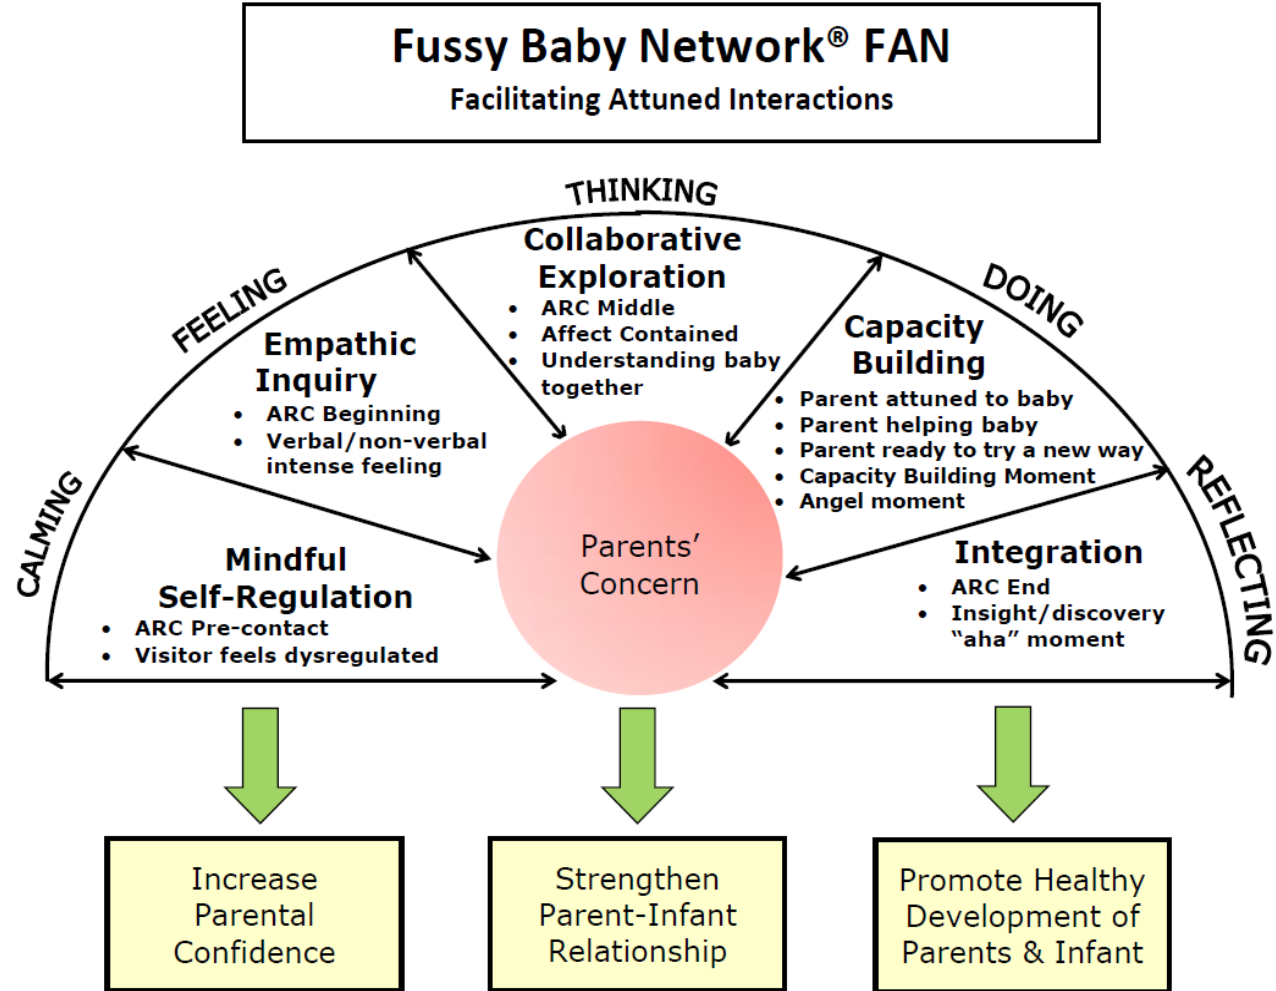 Fussy Baby Network® FAN
Facilitating Attuned Interactions
CALMING
FEELING
THINKING
DOING
REFLECTING
Mindful
Self-Regulation
• ARC Pre-contact
• Visitor feels dysregulated
Empathic
Inquiry
• ARC Beginning
• Verbal/non-verbal
intense feeling
Collaborative
Exploration
• ARC Middle
• Affect Contained
• Understanding baby
together
Capacity
Building
• Parent attuned to baby
• Parent helping baby
• Parent ready to try a new way
• Capacity Building Moment
• Angel moment
Integration
• ARC End
• Insight/discovery
“aha” moment
Parents’
Concern
Increase
Parental
Confidence
Strengthen
Parent-Infant
Relationship
Promote Healthy
Development of
Parents & Infant